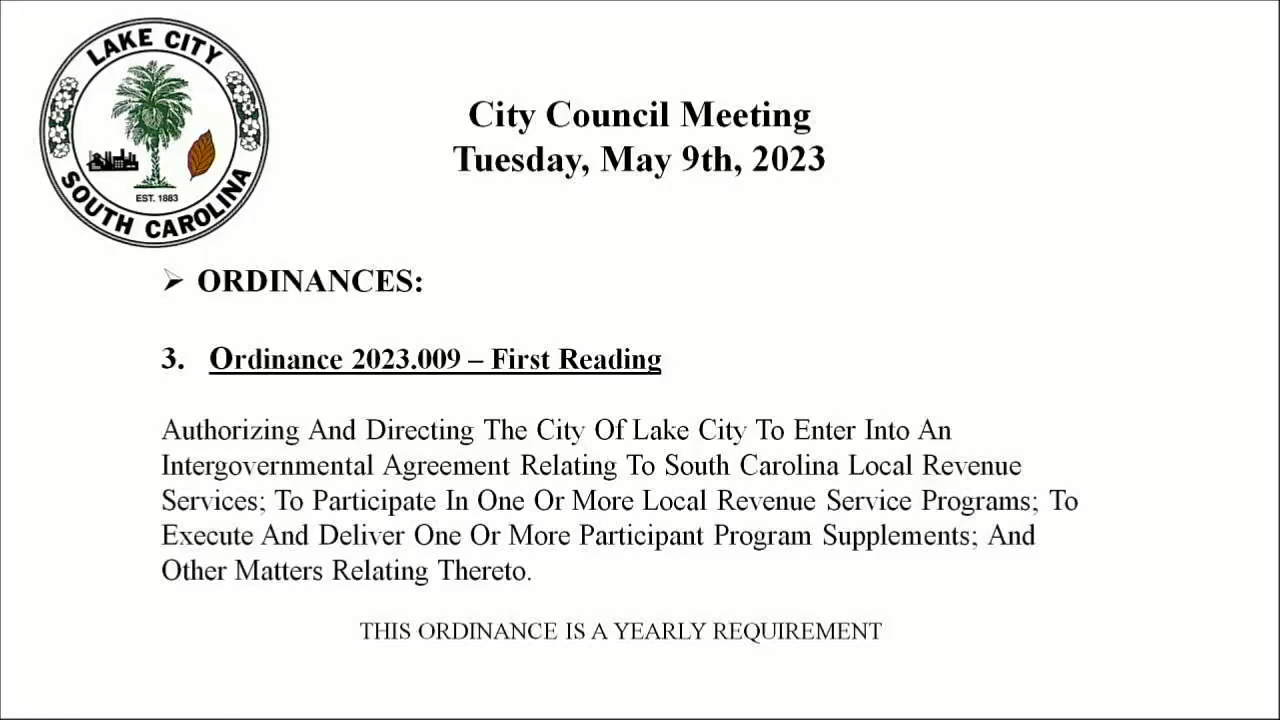 LAKE CITY
EST. 1883
SOUTH CAROLINA
City Council Meeting
Tuesday, May 9th, 2023
ORDINANCES:
3. Ordinance 2023.009 – First Reading
Authorizing And Directing The City Of Lake City To Enter Into An
Intergovernmental Agreement Relating To South Carolina Local Revenue
Services; To Participate In One Or More Local Revenue Service Programs; To
Execute And Deliver One Or More Participant Program Supplements; And
Other Matters Relating Thereto.
THIS ORDINANCE IS A YEARLY REQUIREMENT